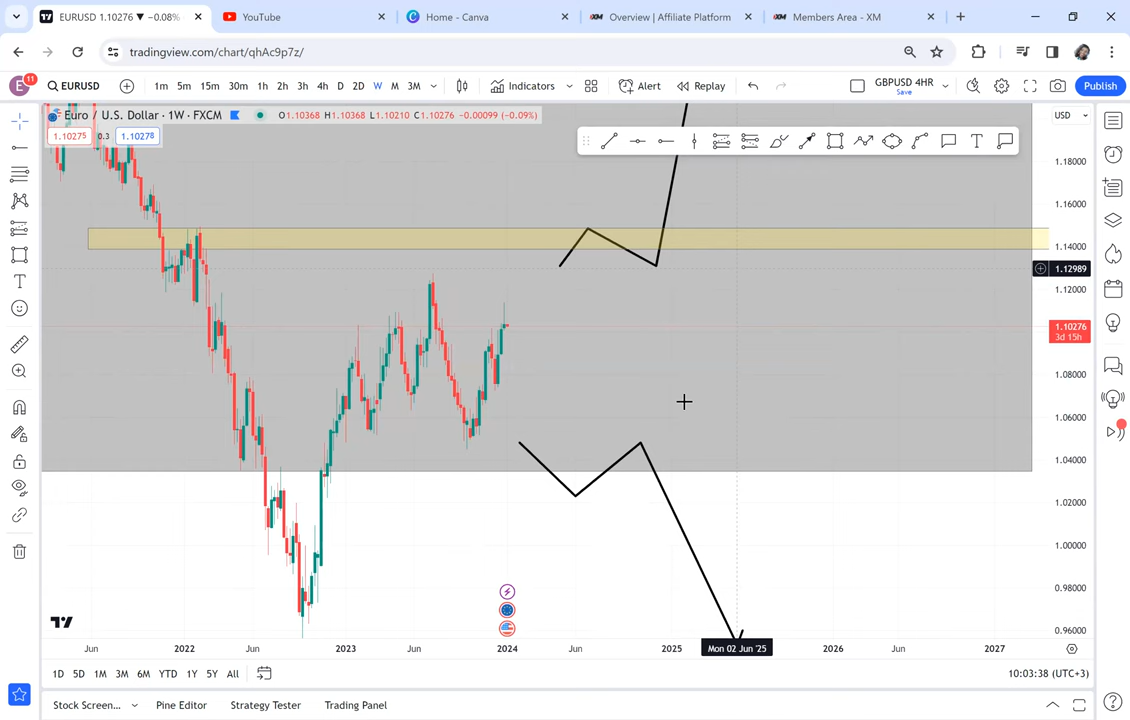 EURUSD 1.10276 ▼ −0.08%
YouTube
Home - Canva
XM Overview | Affiliate Platform
XM Members Area - XM
tradingview.com/chart/qhAc9p7z/
E 11 EURUSD 1m 5m 15m 30m 1h 2h 3h 4h D 2D W M 3M Indicators Alert Replay GBPUSD 4HR Save Publish
Euro / U.S. Dollar · 1W · FXCM O1.10368 H1.10368 L1.10210 C1.10276 −0.00099 (−0.09%)
USD
1.10275 0.3 1.10278
1.18000
1.16000
1.14000
1.12989
1.12000
1.10276
3d 15h
1.08000
1.06000
1.04000
1.02000
1.00000
0.98000
0.96000
Jun 2022 Jun 2023 Jun 2024 Jun 2025 Mon 02 Jun '25 2026 Jun 2027
1D 5D 1M 3M 6M YTD 1Y 5Y All 10:03:38 (UTC+3)
Stock Screen... Pine Editor Strategy Tester Trading Panel